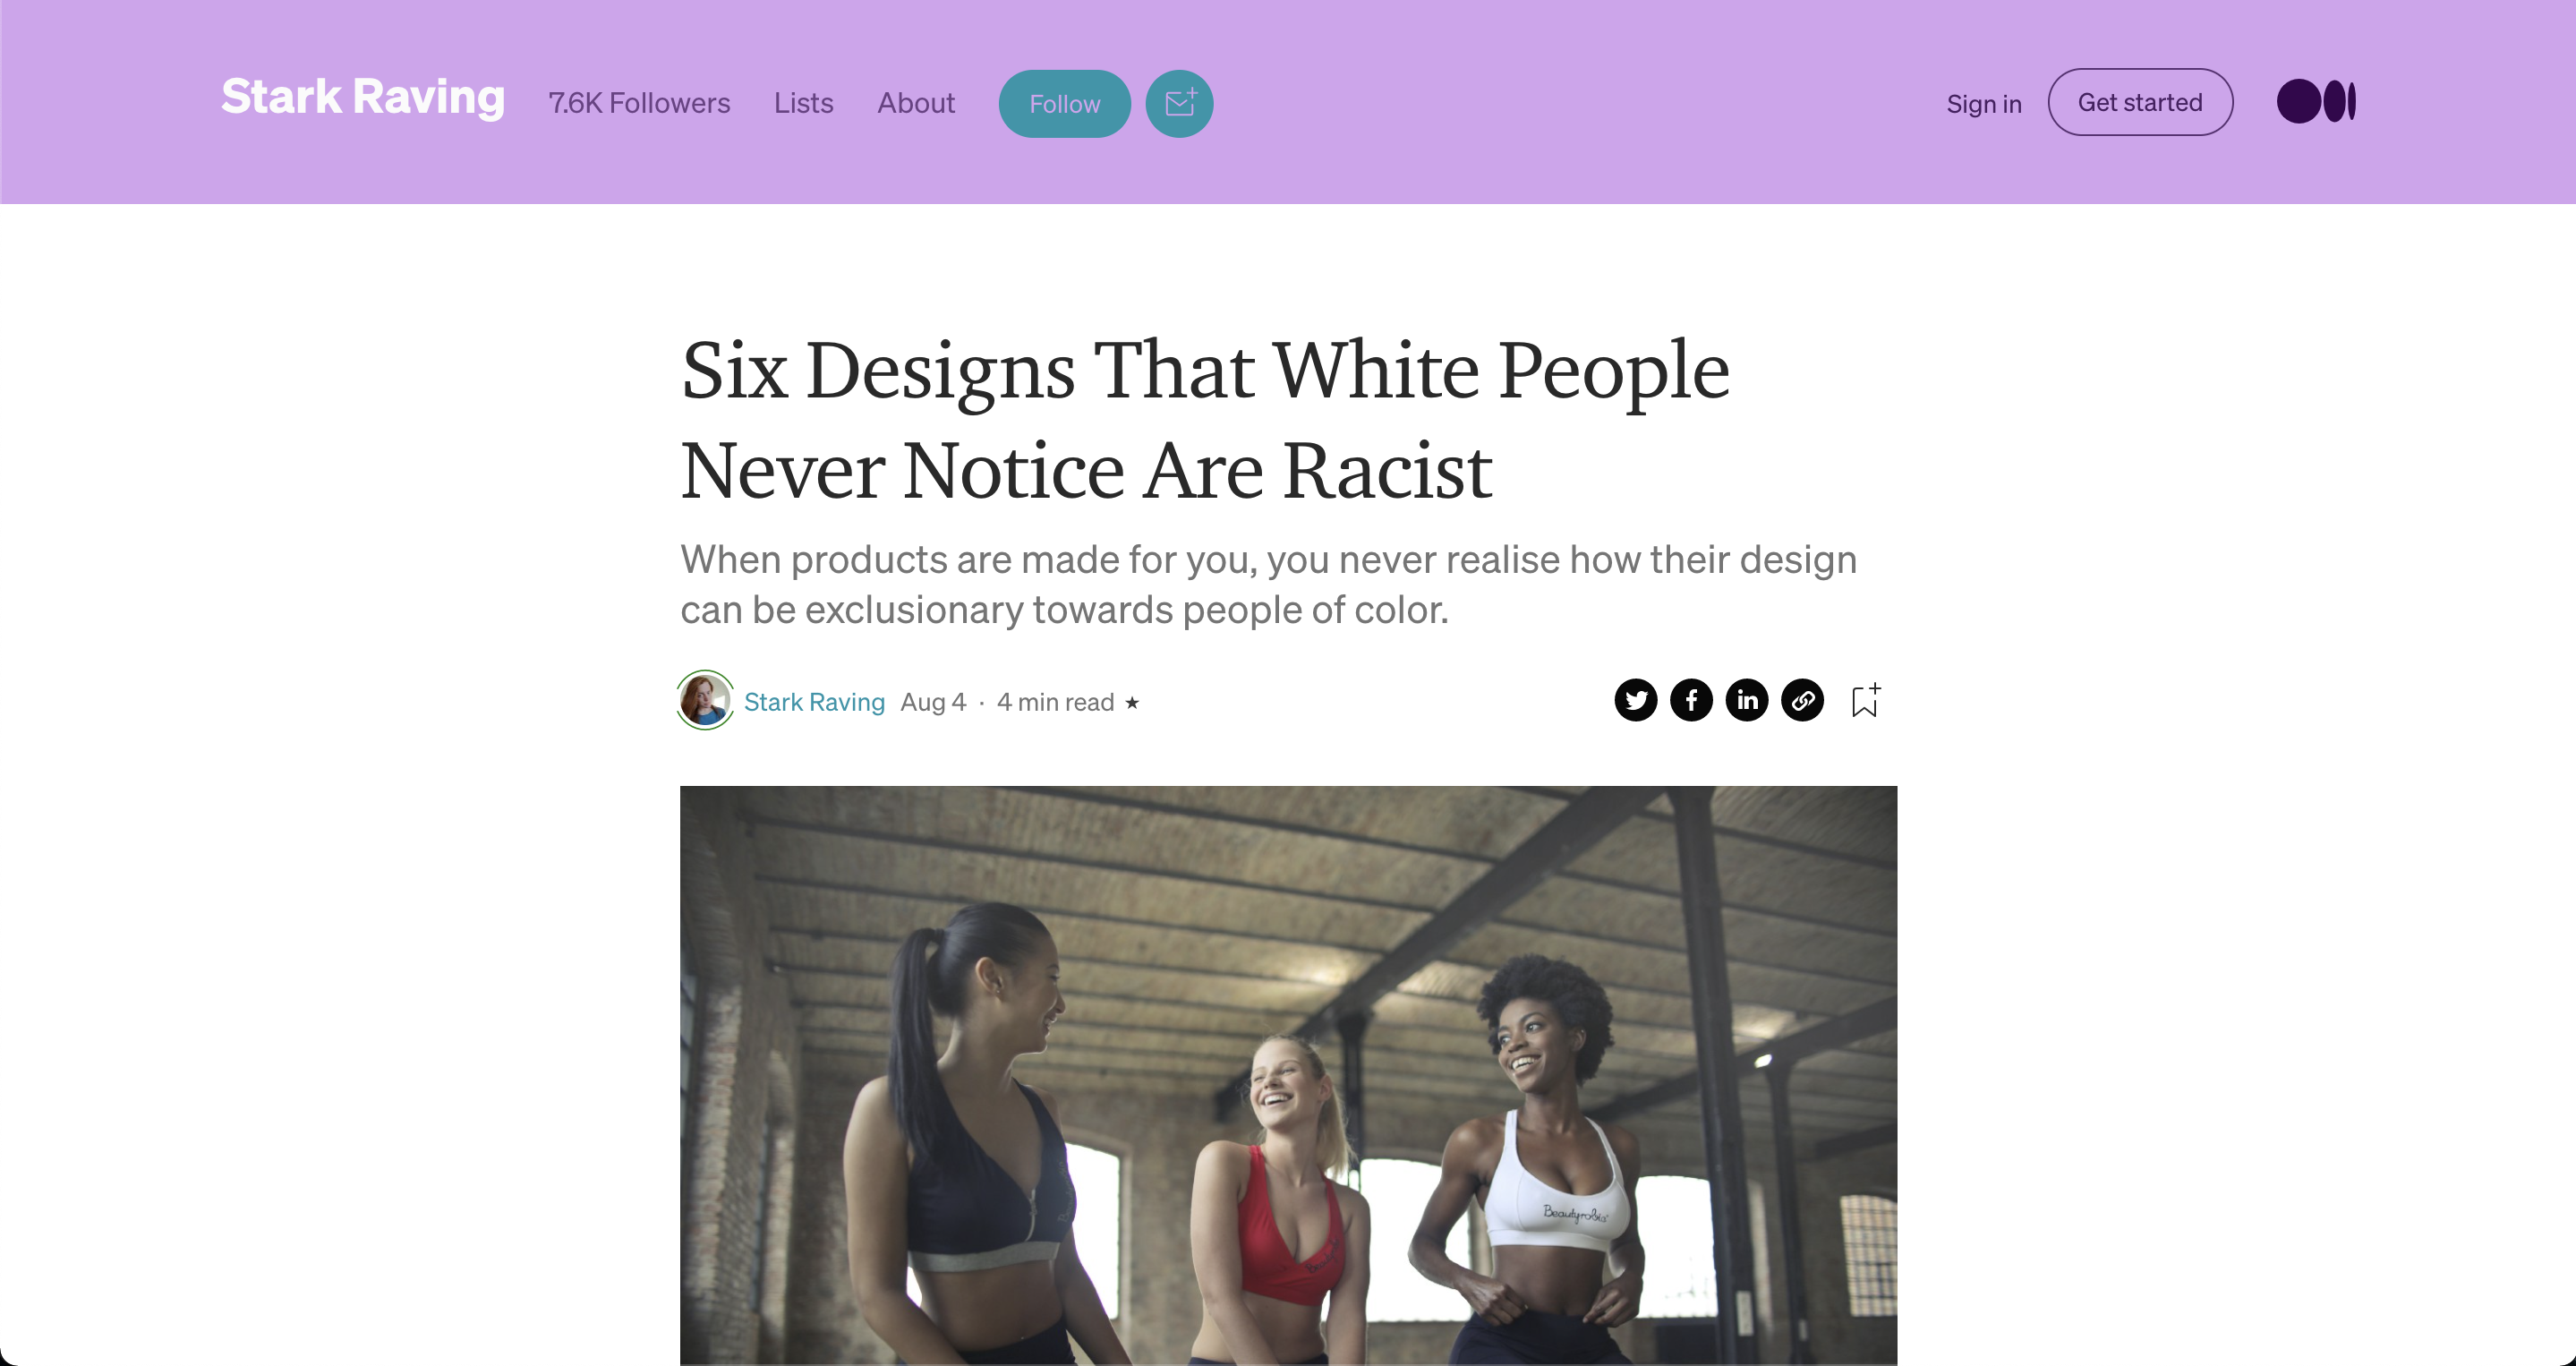 Stark Raving 7.6K Followers Lists About Follow Sign in Get started
Six Designs That White People
Never Notice Are Racist
When products are made for you, you never realise how their design
can be exclusionary towards people of color.
Stark Raving Aug 4 · 4 min read ★
Beautyrobic